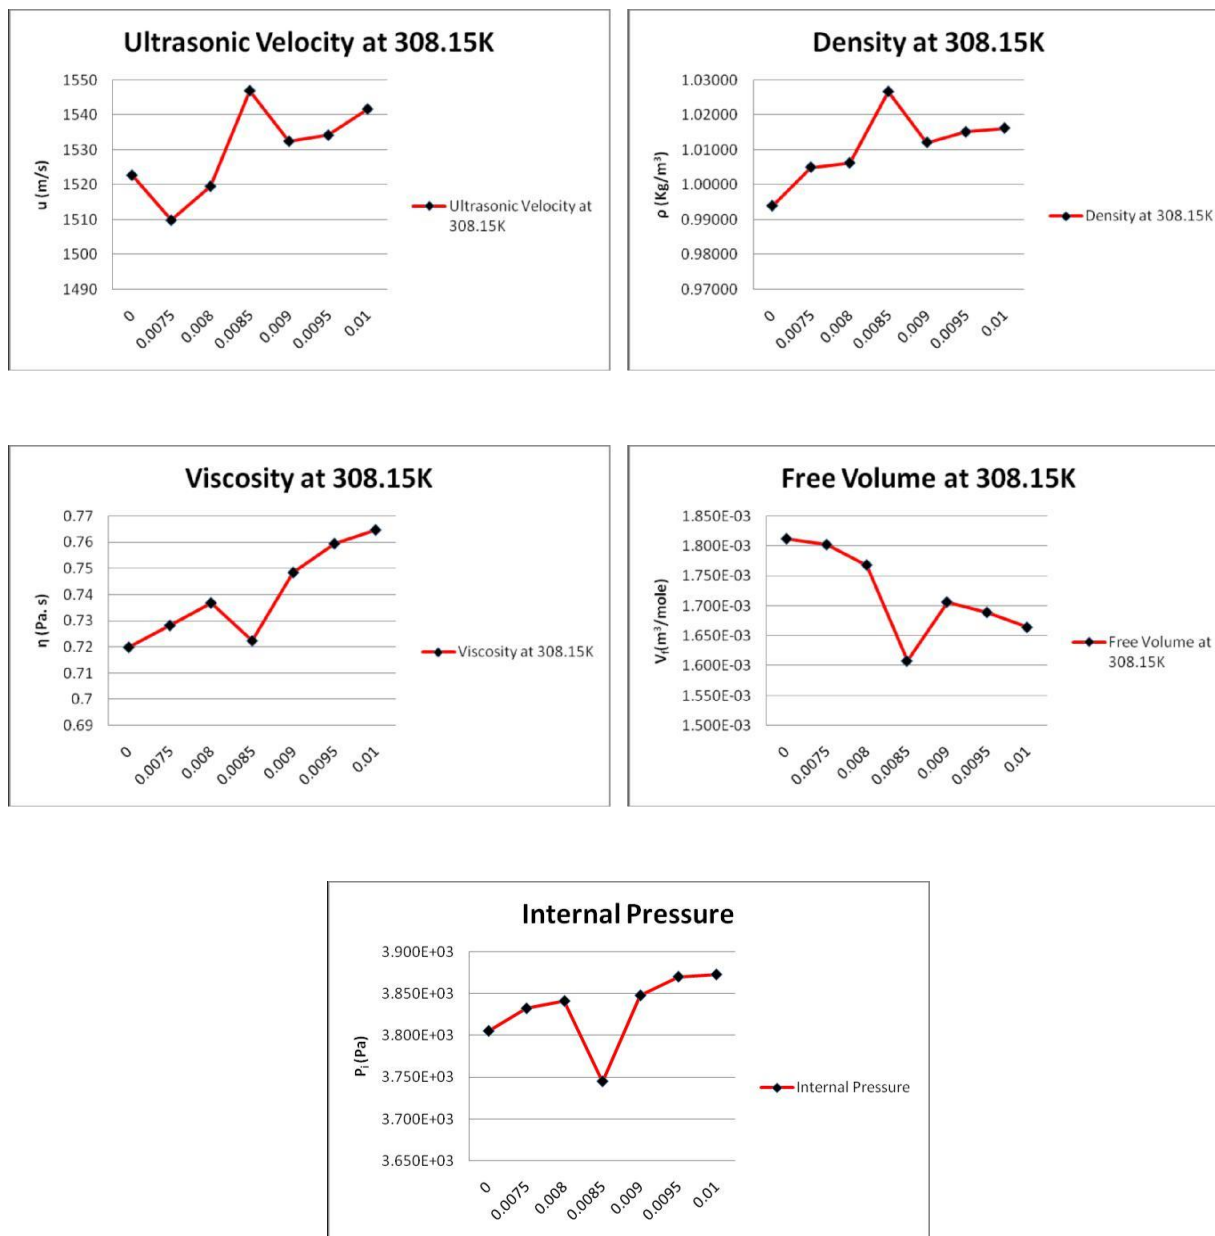 Ultrasonic Velocity at 308.15K
u (m/s)
1550
1540
1530
1520
1510
1500
1490
0
0.0075
0.008
0.0085
0.009
0.0095
0.01
Ultrasonic Velocity at
308.15K
Density at 308.15K
ρ (Kg/m³)
1.03000
1.02000
1.01000
1.00000
0.99000
0.98000
0.97000
0
0.0075
0.008
0.0085
0.009
0.0095
0.01
Density at 308.15K
Viscosity at 308.15K
η (Pa. s)
0.77
0.76
0.75
0.74
0.73
0.72
0.71
0.7
0.69
0
0.0075
0.008
0.0085
0.009
0.0095
0.01
Viscosity at 308.15K
Free Volume at 308.15K
Vf(m³/mole)
1.850E-03
1.800E-03
1.750E-03
1.700E-03
1.650E-03
1.600E-03
1.550E-03
1.500E-03
0
0.0075
0.008
0.0085
0.009
0.0095
0.01
Free Volume at
308.15K
Internal Pressure
Pi(Pa)
3.900E+03
3.850E+03
3.800E+03
3.750E+03
3.700E+03
3.650E+03
0
0.0075
0.008
0.0085
0.009
0.0095
0.01
Internal Pressure